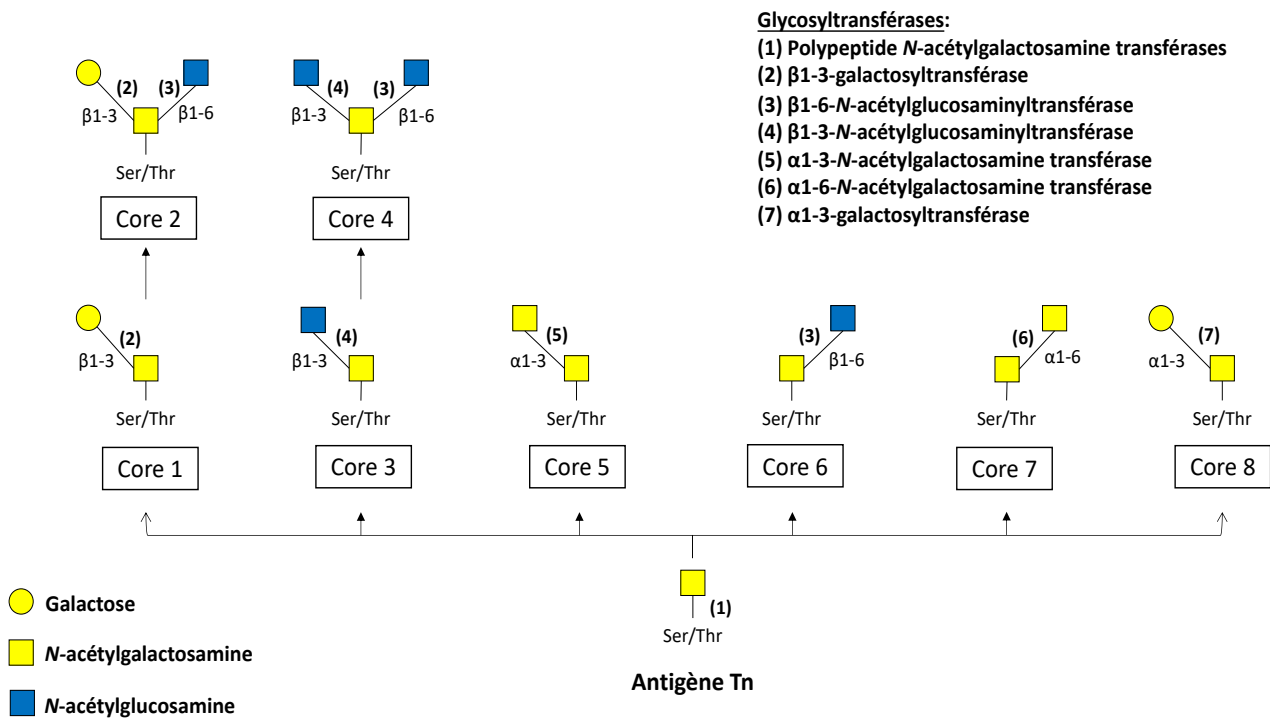 Glycosyltransférases:
(1) Polypeptide N-acétylgalactosamine transférases
(2) β1-3-galactosyltransférase
(3) β1-6-N-acétylglucosaminyltransférase
(4) β1-3-N-acétylglucosaminyltransférase
(5) α1-3-N-acétylgalactosamine transférase
(6) α1-6-N-acétylgalactosamine transférase
(7) α1-3-galactosyltransférase
(2) (3)
β1-3 β1-6
Ser/Thr
Core 2
(4) (3)
β1-3 β1-6
Ser/Thr
Core 4
(2)
β1-3
Ser/Thr
Core 1
(4)
β1-3
Ser/Thr
Core 3
(5)
α1-3
Ser/Thr
Core 5
(3)
β1-6
Ser/Thr
Core 6
(6)
α1-6
Ser/Thr
Core 7
(7)
α1-3
Ser/Thr
Core 8
(1)
Ser/Thr
Antigène Tn
Galactose
N-acétylgalactosamine
N-acétylglucosamine